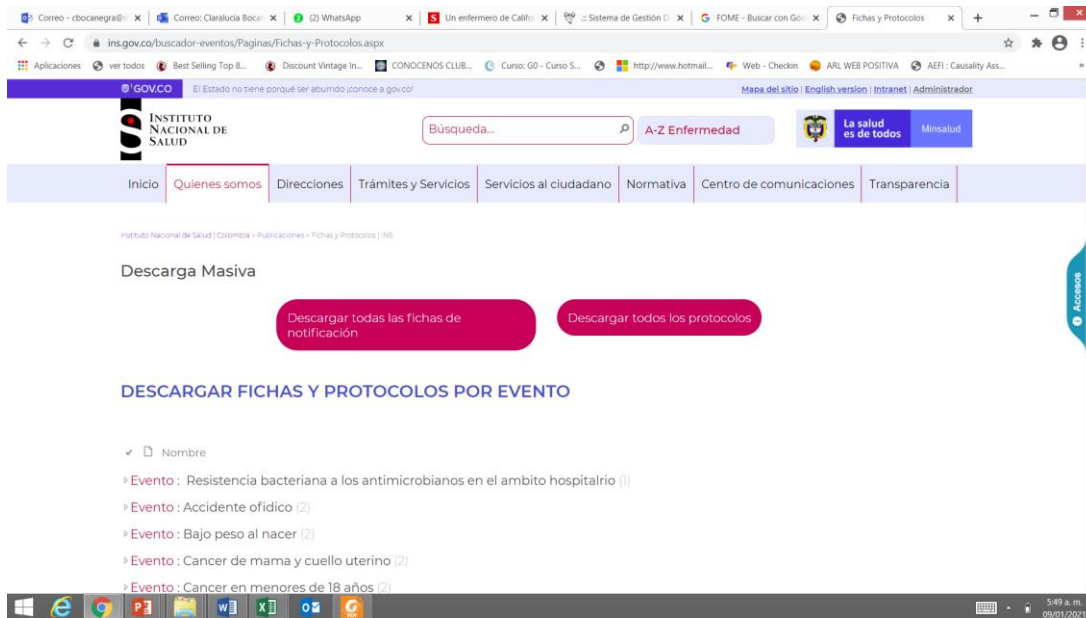 Correo - cbocanegra@
Correo: Claralucia Bocan
(2) WhatsApp
Un enfermero de Califo
.: Sistema de Gestión D
FOME - Buscar con Goo
Fichas y Protocolos
ins.gov.co/buscador-eventos/Paginas/Fichas-y-Protocolos.aspx
Aplicaciones
ver todos
Best Selling Top 8...
Discount Vintage In...
CONOCENOS CLUB...
Curso: G0 - Curso S...
http://www.hotmail...
Web - Checkin
ARL WEB POSITIVA
AEFI : Causality Ass...
GOV.CO
El Estado no tiene porqué ser aburrido ¡conoce a gov.co!
Mapa del sitio | English version | Intranet | Administrador
INSTITUTO
NACIONAL DE
SALUD
Búsqueda...
A-Z Enfermedad
La salud
es de todos
Minsalud
Inicio
Quienes somos
Direcciones
Trámites y Servicios
Servicios al ciudadano
Normativa
Centro de comunicaciones
Transparencia
Instituto Nacional de Salud | Colombia > Publicaciones > Fichas y Protocolos | INS
Descarga Masiva
Descargar todas las fichas de
notificación
Descargar todos los protocolos
Accesos
DESCARGAR FICHAS Y PROTOCOLOS POR EVENTO
Nombre
Evento : Resistencia bacteriana a los antimicrobianos en el ambito hospitalrio (1)
Evento : Accidente ofídico (2)
Evento : Bajo peso al nacer (2)
Evento : Cancer de mama y cuello uterino (2)
Evento : Cancer en menores de 18 años (2)
5:49 a. m.
09/01/2021